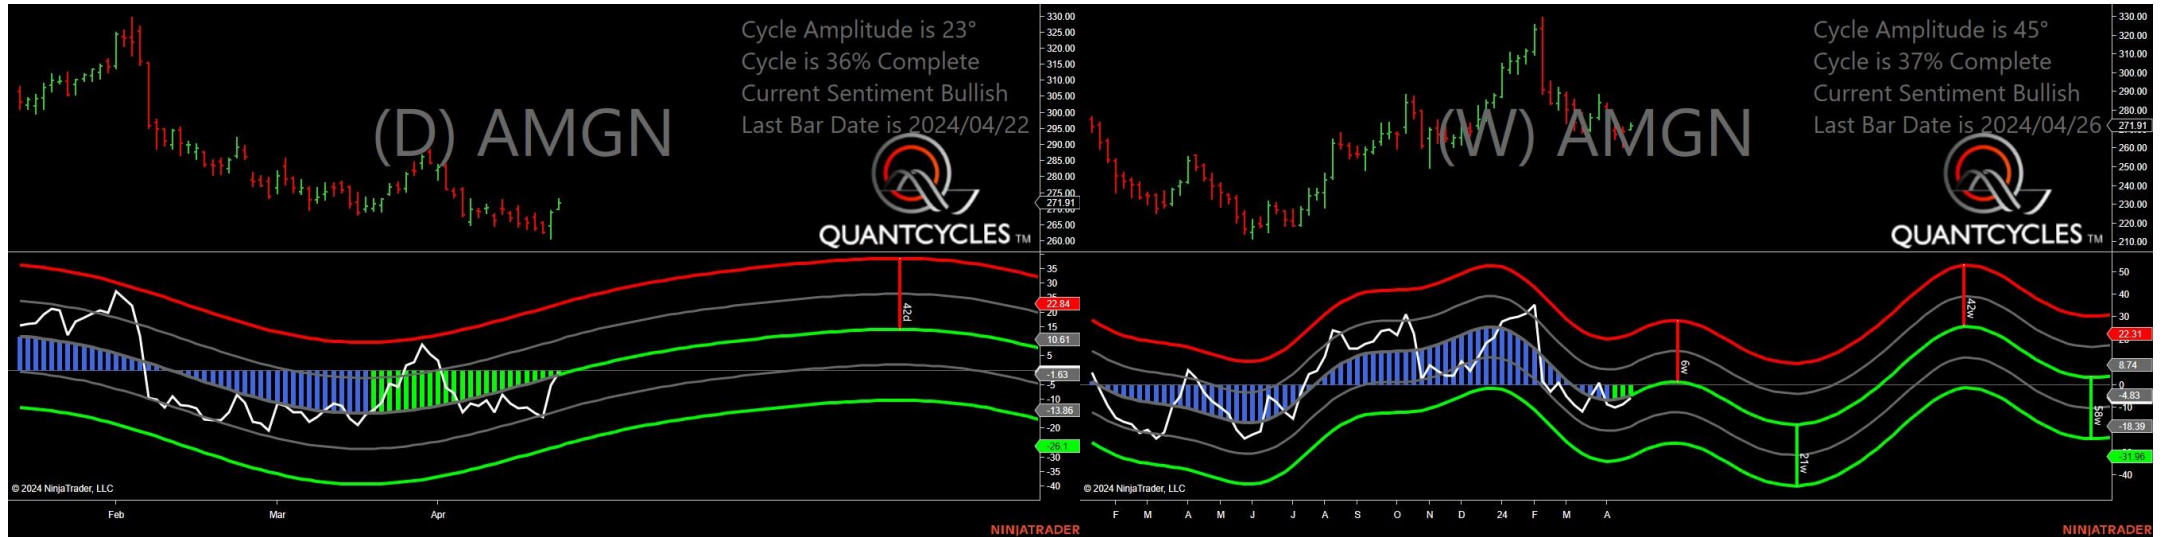 Cycle Amplitude is 23°
Cycle is 36% Complete
Current Sentiment Bullish
Last Bar Date is 2024/04/22
(D) AMGN
QUANTCYCLES TM
330.00
325.00
320.00
315.00
310.00
305.00
300.00
295.00
290.00
285.00
280.00
275.00
271.91
265.00
260.00
35
30
22.84
20
15
10.61
5
-1.63
-5
-10
-13.86
-20
-26.1
-30
-35
-40
42d
© 2024 NinjaTrader, LLC
Feb Mar Apr
NINJATRADER
Cycle Amplitude is 45°
Cycle is 37% Complete
Current Sentiment Bullish
Last Bar Date is 2024/04/26
(W) AMGN
QUANTCYCLES TM
330.00
320.00
310.00
300.00
290.00
280.00
271.91
260.00
250.00
240.00
230.00
220.00
210.00
50
40
30
22.31
8.74
0
-4.83
-10
-18.39
-31.96
-40
6w
21w
42w
58w
© 2024 NinjaTrader, LLC
F M A M J J A S O N D 24 F M A
NINJATRADER